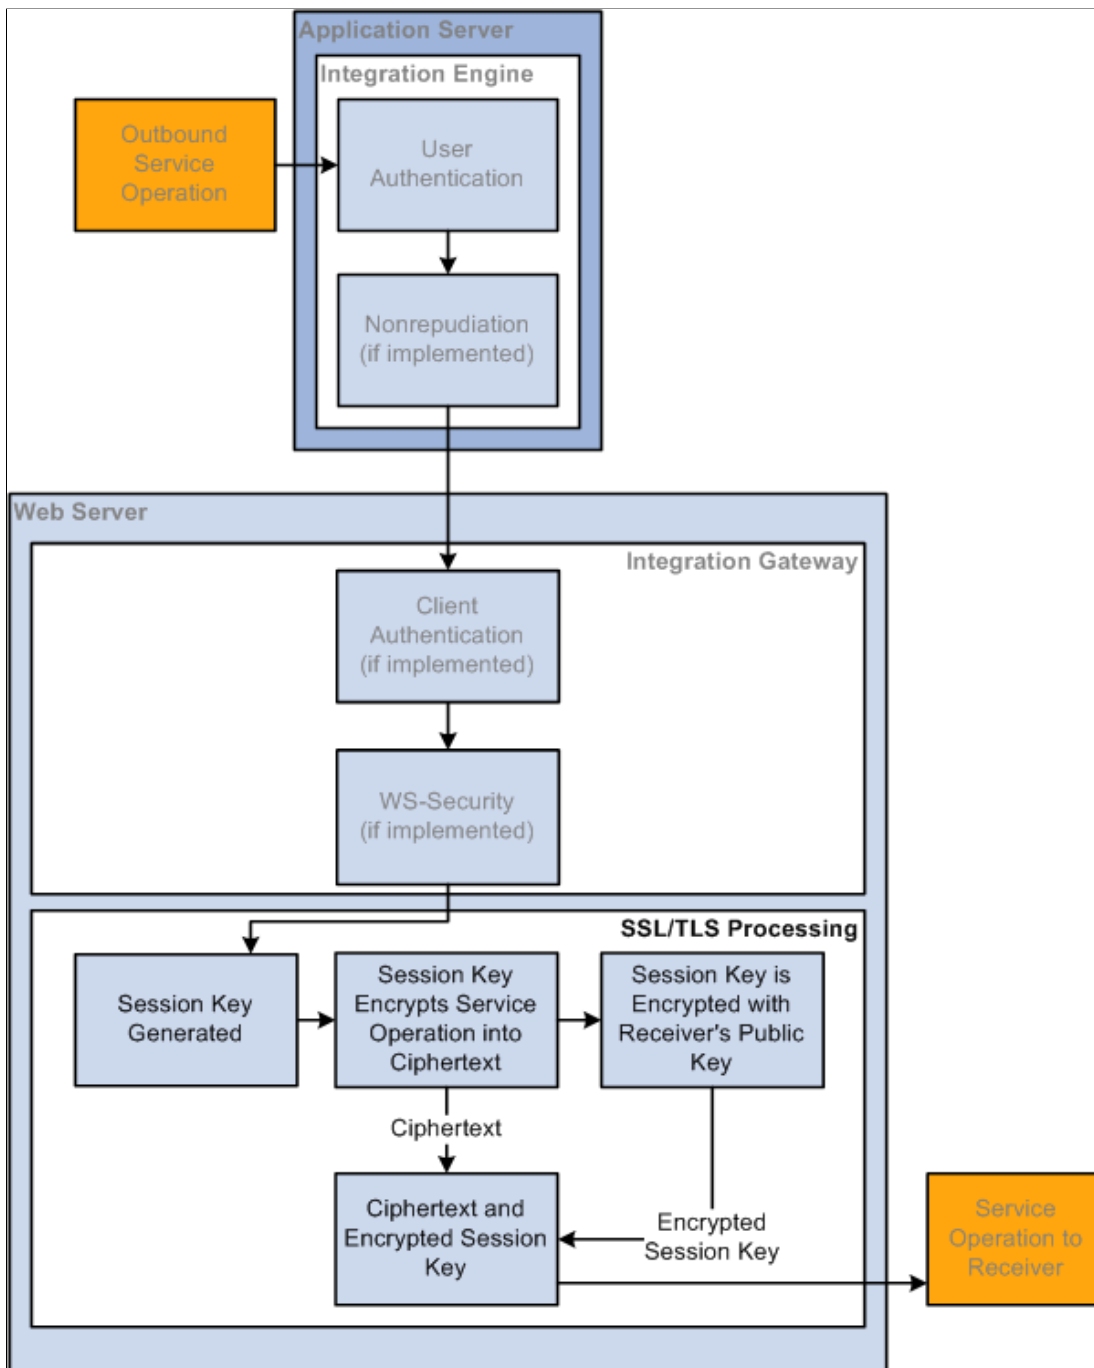 Application Server
Integration Engine
Outbound
Service
Operation
User
Authentication
Nonrepudiation
(if implemented)
Web Server
Integration Gateway
Client
Authentication
(if implemented)
WS-Security
(if implemented)
SSL/TLS Processing
Session Key
Generated
Session Key
Encrypts Service
Operation into
Ciphertext
Session Key is
Encrypted with
Receiver's Public
Key
Ciphertext
Ciphertext and
Encrypted Session
Key
Encrypted
Session Key
Service
Operation to
Receiver